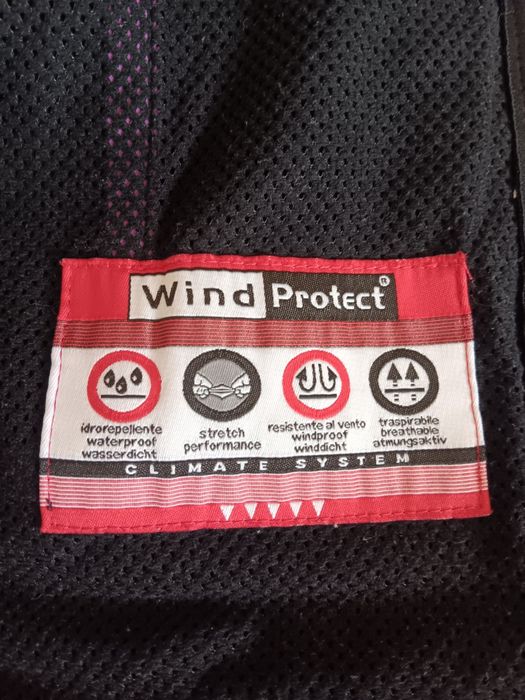 Wind Protect ®
idrorepellente
waterproof
wasserdicht
stretch
performance
resistente al vento
windproof
winddicht
traspirabile
breathable
atmungsaktiv
CLIMATE SYSTEM